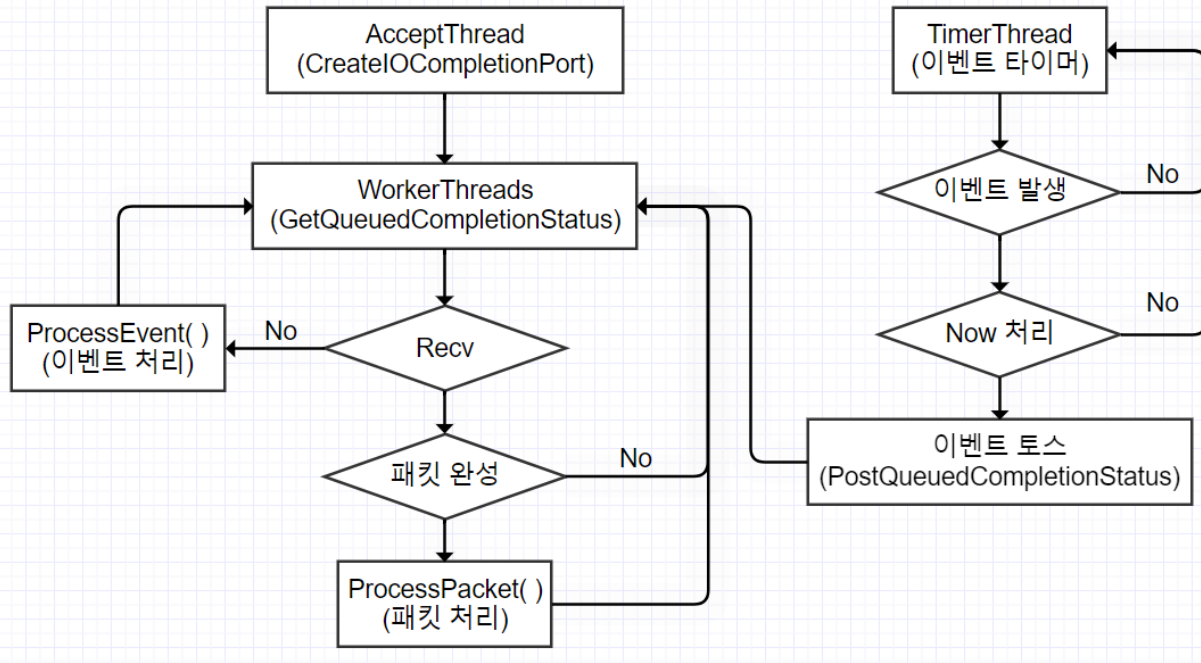 AcceptThread
(CreateIOCompletionPort)
WorkerThreads
(GetQueuedCompletionStatus)
Recv
No
ProcessEvent( )
(이벤트 처리)
패킷 완성
No
ProcessPacket( )
(패킷 처리)
TimerThread
(이벤트 타이머)
이벤트 발생
No
Now 처리
No
이벤트 토스
(PostQueuedCompletionStatus)